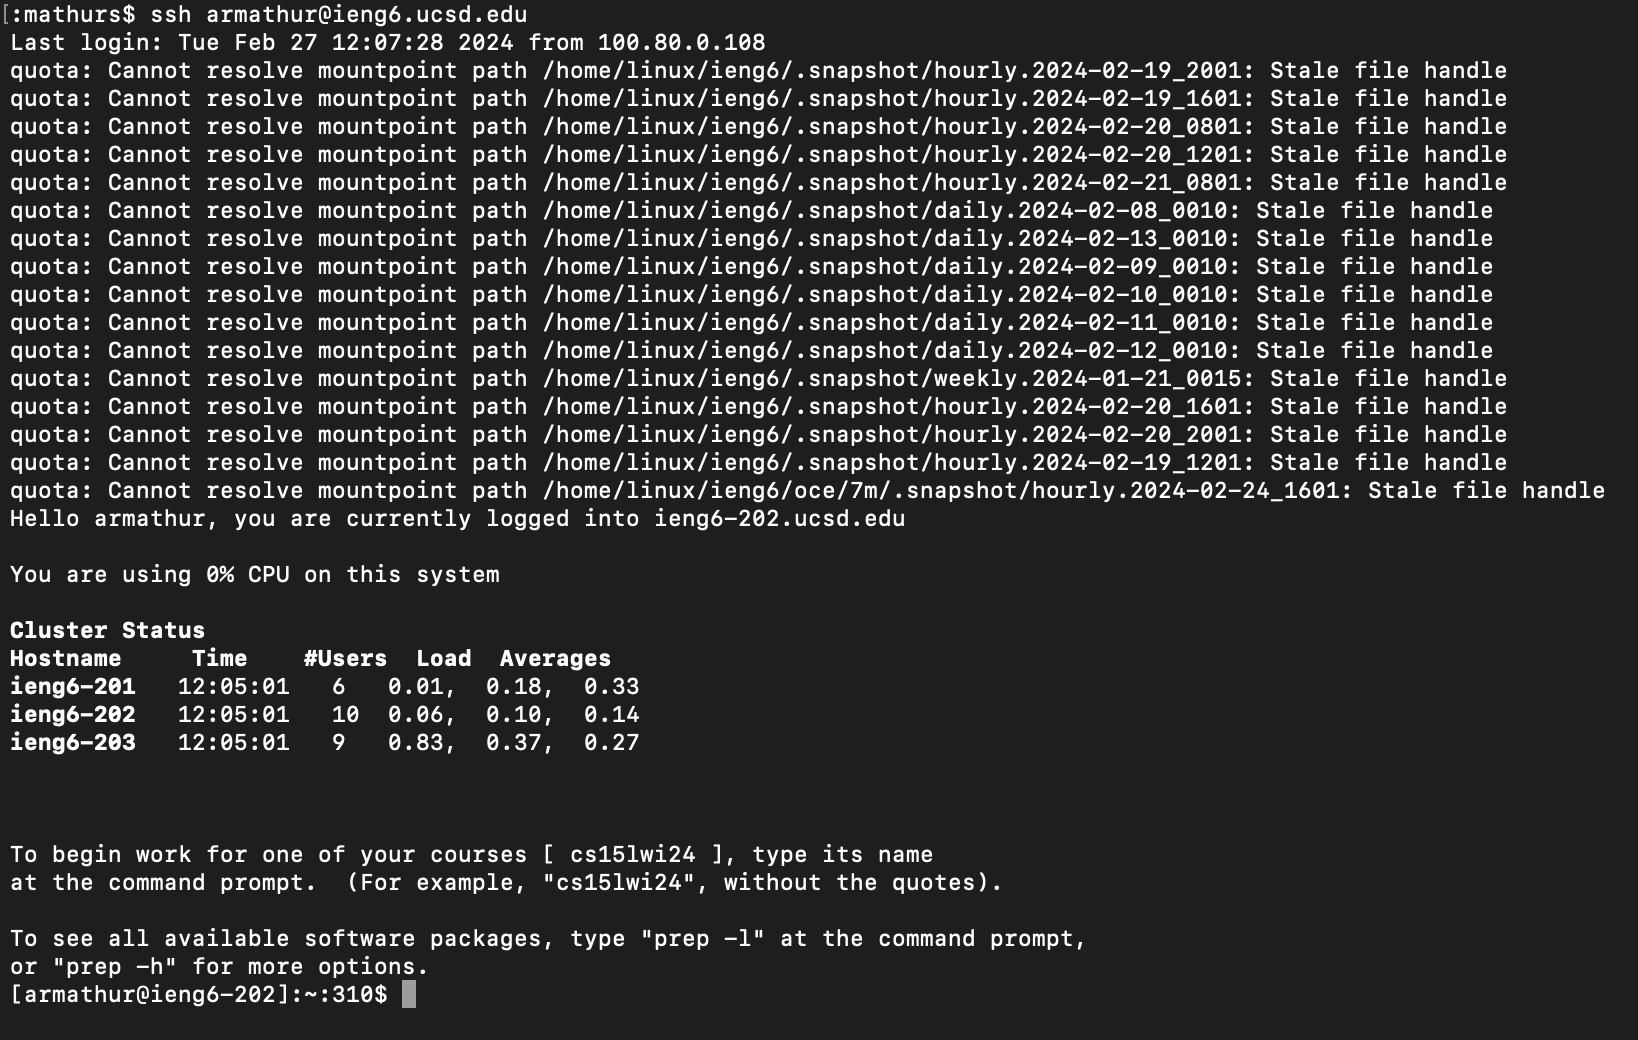 [:mathurs$ ssh armathur@ieng6.ucsd.edu
Last login: Tue Feb 27 12:07:28 2024 from 100.80.0.108
quota: Cannot resolve mountpoint path /home/linux/ieng6/.snapshot/hourly.2024-02-19_2001: Stale file handle
quota: Cannot resolve mountpoint path /home/linux/ieng6/.snapshot/hourly.2024-02-19_1601: Stale file handle
quota: Cannot resolve mountpoint path /home/linux/ieng6/.snapshot/hourly.2024-02-20_0801: Stale file handle
quota: Cannot resolve mountpoint path /home/linux/ieng6/.snapshot/hourly.2024-02-20_1201: Stale file handle
quota: Cannot resolve mountpoint path /home/linux/ieng6/.snapshot/hourly.2024-02-21_0801: Stale file handle
quota: Cannot resolve mountpoint path /home/linux/ieng6/.snapshot/daily.2024-02-08_0010: Stale file handle
quota: Cannot resolve mountpoint path /home/linux/ieng6/.snapshot/daily.2024-02-13_0010: Stale file handle
quota: Cannot resolve mountpoint path /home/linux/ieng6/.snapshot/daily.2024-02-09_0010: Stale file handle
quota: Cannot resolve mountpoint path /home/linux/ieng6/.snapshot/daily.2024-02-10_0010: Stale file handle
quota: Cannot resolve mountpoint path /home/linux/ieng6/.snapshot/daily.2024-02-11_0010: Stale file handle
quota: Cannot resolve mountpoint path /home/linux/ieng6/.snapshot/daily.2024-02-12_0010: Stale file handle
quota: Cannot resolve mountpoint path /home/linux/ieng6/.snapshot/weekly.2024-01-21_0015: Stale file handle
quota: Cannot resolve mountpoint path /home/linux/ieng6/.snapshot/hourly.2024-02-20_1601: Stale file handle
quota: Cannot resolve mountpoint path /home/linux/ieng6/.snapshot/hourly.2024-02-20_2001: Stale file handle
quota: Cannot resolve mountpoint path /home/linux/ieng6/.snapshot/hourly.2024-02-19_1201: Stale file handle
quota: Cannot resolve mountpoint path /home/linux/ieng6/oce/7m/.snapshot/hourly.2024-02-24_1601: Stale file handle
Hello armathur, you are currently logged into ieng6-202.ucsd.edu
You are using 0% CPU on this system
Cluster Status
Hostname     Time    #Users  Load  Averages
ieng6-201   12:05:01   6   0.01,  0.18,  0.33
ieng6-202   12:05:01   10  0.06,  0.10,  0.14
ieng6-203   12:05:01   9   0.83,  0.37,  0.27
To begin work for one of your courses [ cs15lwi24 ], type its name
at the command prompt.  (For example, "cs15lwi24", without the quotes).
To see all available software packages, type "prep -l" at the command prompt,
or "prep -h" for more options.
[armathur@ieng6-202]:~:310$